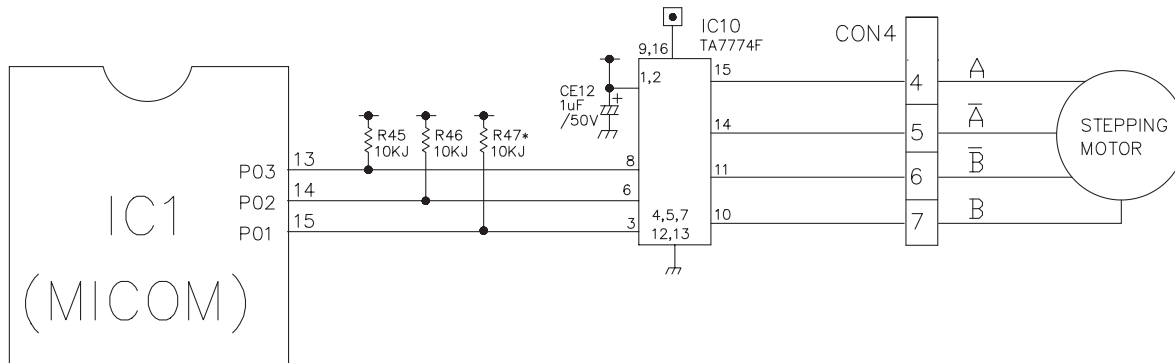 IC10
TA7774F
CON4
9,16
1,2
15
4
A
CE12
1uF
/50V
+
R45
10KJ
R46
10KJ
R47*
10KJ
14
5
A̅
STEPPING
MOTOR
P03
13
8
11
6
B̅
P02
14
6
IC1
P01
15
3
4,5,7
12,13
10
7
B
(MICOM)